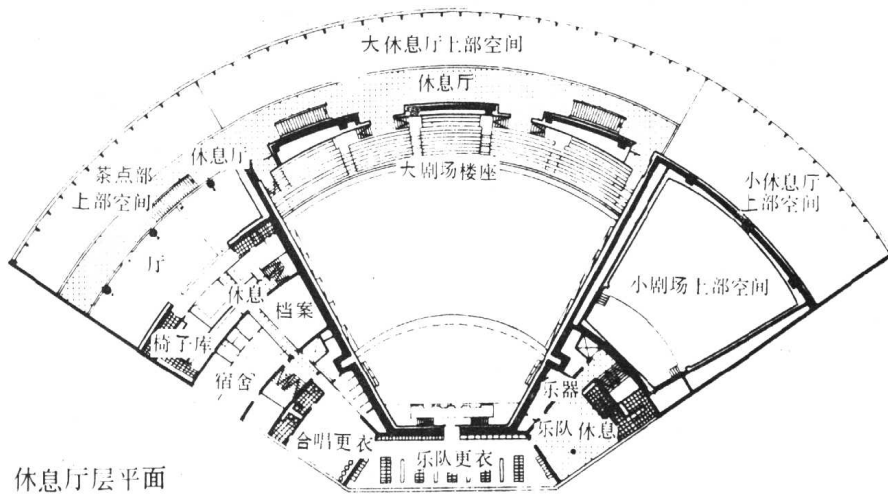 大休息厅上部空间
休息厅
休息厅
茶点部
上部空间
大剧场楼座
小休息厅
上部空间
厅
休息
档案
小剧场上部空间
椅子库
宿舍
乐器
乐队 休息
合唱更衣
乐队更衣
休息厅层平面